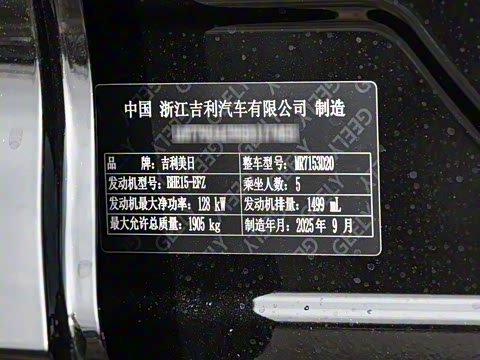 中国 浙江吉利汽车有限公司 制造
品 牌: 吉利美日 整车型号: MR7153D20
发动机型号: BHE15-EFZ 乘坐人数: 5
发动机最大净功率: 128 kW 发动机排量: 1499 mL
最大允许总质量: 1905 kg 制造年月: 2025 年 9 月